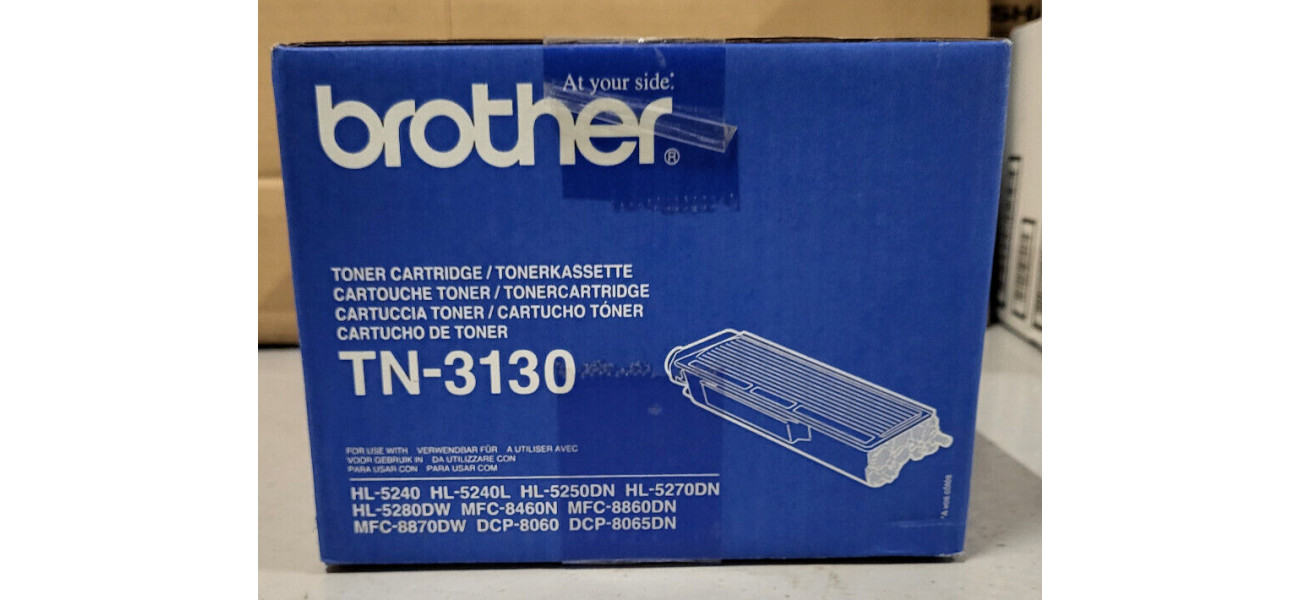 At your side.
brother®
TONER CARTRIDGE / TONERKASSETTE
CARTOUCHE TONER / TONERCARTRIDGE
CARTUCCIA TONER / CARTUCHO TÓNER
CARTUCHO DE TONER
TN-3130
FOR USE WITH VERWENDBAR FÜR A UTILISER AVEC
VOOR GEBRUIK IN DA UTILIZZARE CON
PARA USAR CON PARA USAR COM
HL-5240 HL-5240L HL-5250DN HL-5270DN
HL-5280DW MFC-8460N MFC-8860DN
MFC-8870DW DCP-8060 DCP-8065DN